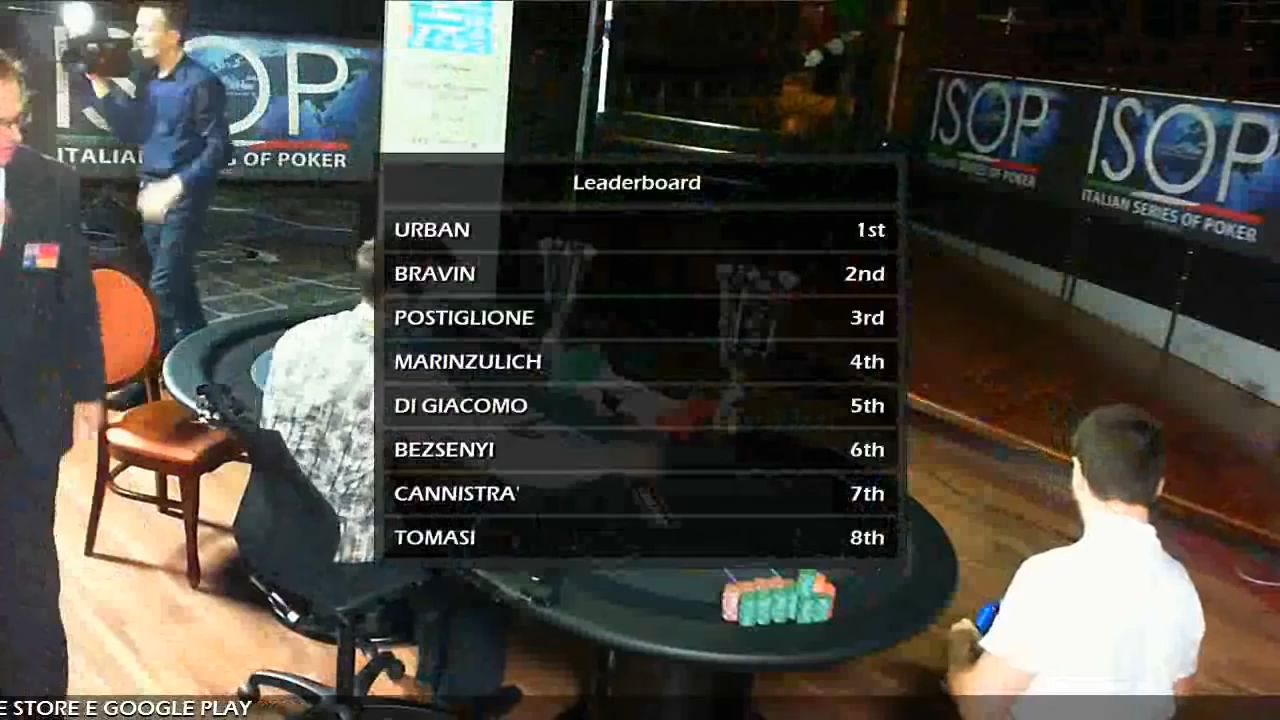 ISOP
ITALIAN SERIES OF POKER
ISOP
ITALIAN SERIES OF POKER
ISOP
ITALIAN SERIES OF POKER
Leaderboard
URBAN 1st
BRAVIN 2nd
POSTIGLIONE 3rd
MARINZULICH 4th
DI GIACOMO 5th
BEZSENYI 6th
CANNISTRA' 7th
TOMASI 8th
E STORE E GOOGLE PLAY